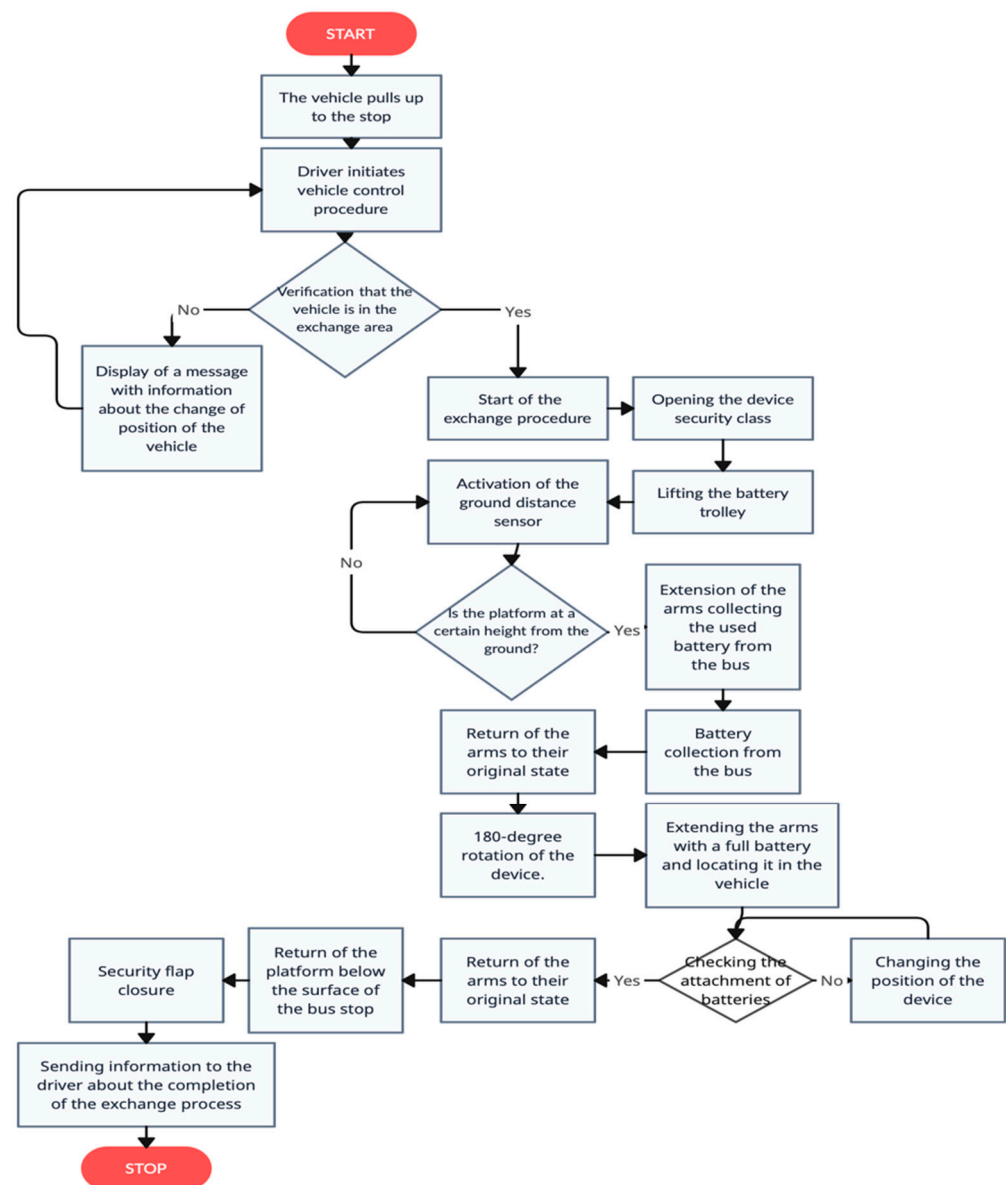 START
The vehicle pulls up
to the stop
Driver initiates
vehicle control
procedure
Verification that the
vehicle is in the
exchange area
No
Yes
Display of a message
with information
about the change of
position of the
vehicle
Start of the
exchange procedure
Opening the device
security class
Lifting the battery
trolley
Activation of the
ground distance
sensor
No
Is the platform at a
certain height from the
ground?
Yes
Extension of the
arms collecting
the used
battery from
the bus
Battery
collection from
the bus
Return of the
arms to their
original state
180-degree
rotation of the
device.
Extending the arms
with a full battery
and locating it in the
vehicle
Checking the
attachment of
batteries
No
Changing the
position of the
device
Yes
Return of the
arms to their
original state
Return of the
platform below
the surface of
the bus stop
Security flap
closure
Sending information to the
driver about the completion
of the exchange process
STOP